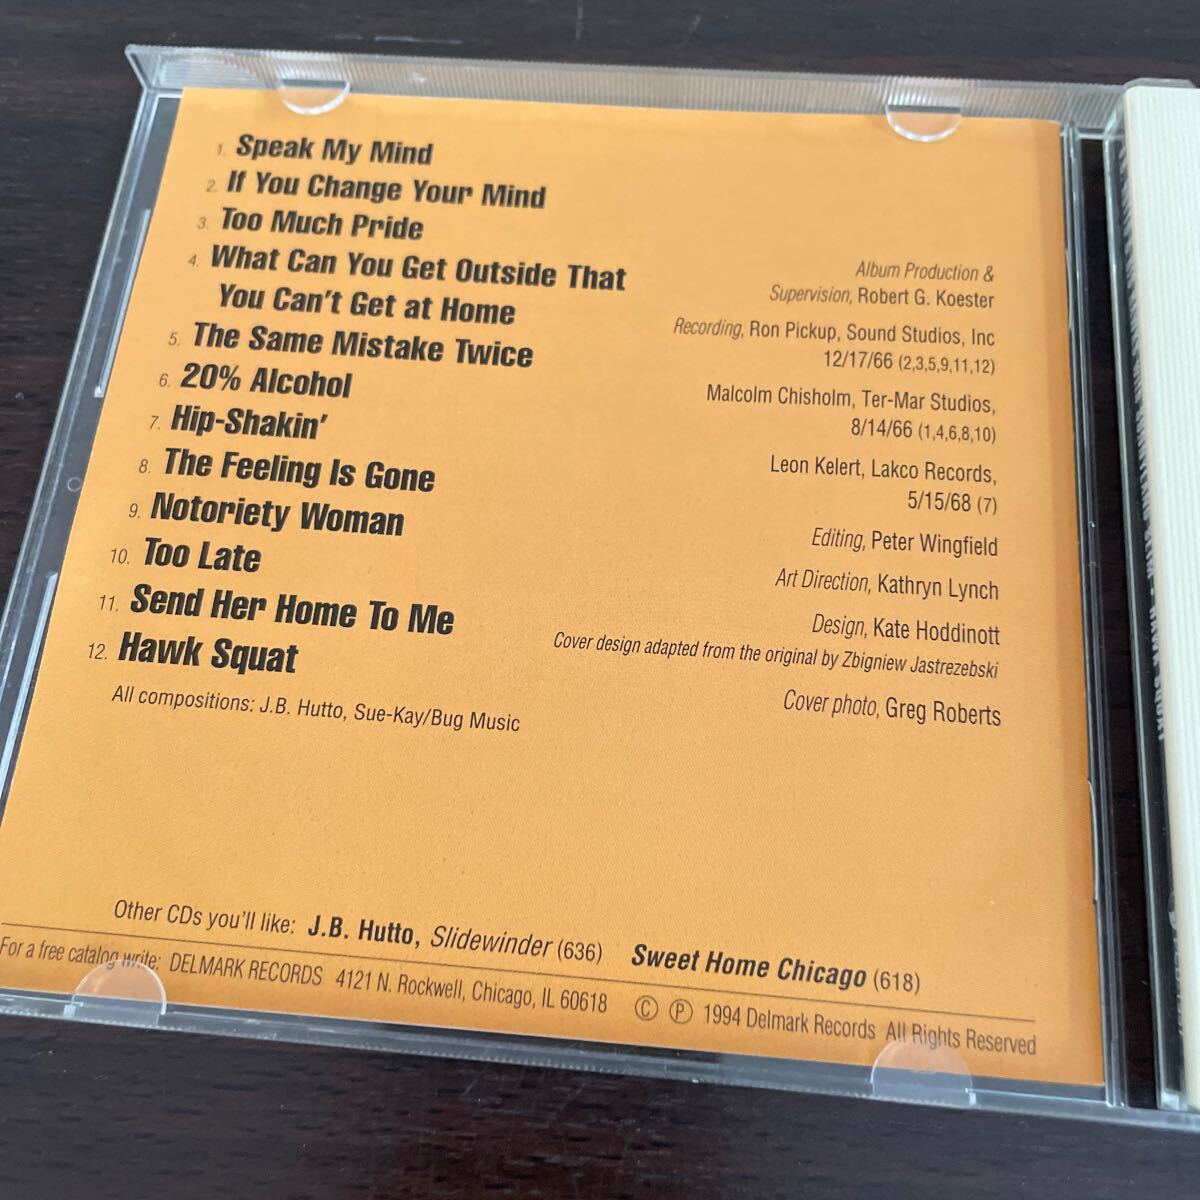 1. Speak My Mind
2. If You Change Your Mind
3. Too Much Pride
4. What Can You Get Outside That
You Can't Get at Home
5. The Same Mistake Twice
6. 20% Alcohol
7. Hip-Shakin'
8. The Feeling Is Gone
9. Notoriety Woman
10. Too Late
11. Send Her Home To Me
12. Hawk Squat
All compositions: J.B. Hutto, Sue-Kay/Bug Music
Album Production &
Supervision, Robert G. Koester
Recording, Ron Pickup, Sound Studios, Inc
12/17/66 (2,3,5,9,11,12)
Malcolm Chisholm, Ter-Mar Studios,
8/14/66 (1,4,6,8,10)
Leon Kelert, Lakco Records,
5/15/68 (7)
Editing, Peter Wingfield
Art Direction, Kathryn Lynch
Design, Kate Hoddinott
Cover design adapted from the original by Zbigniew Jastrezebski
Cover photo, Greg Roberts
Other CDs you'll like: J.B. Hutto, Slidewinder (636) Sweet Home Chicago (618)
For a free catalog write: DELMARK RECORDS 4121 N. Rockwell, Chicago, IL 60618 © ℗ 1994 Delmark Records All Rights Reserved
HAWK SQUAT